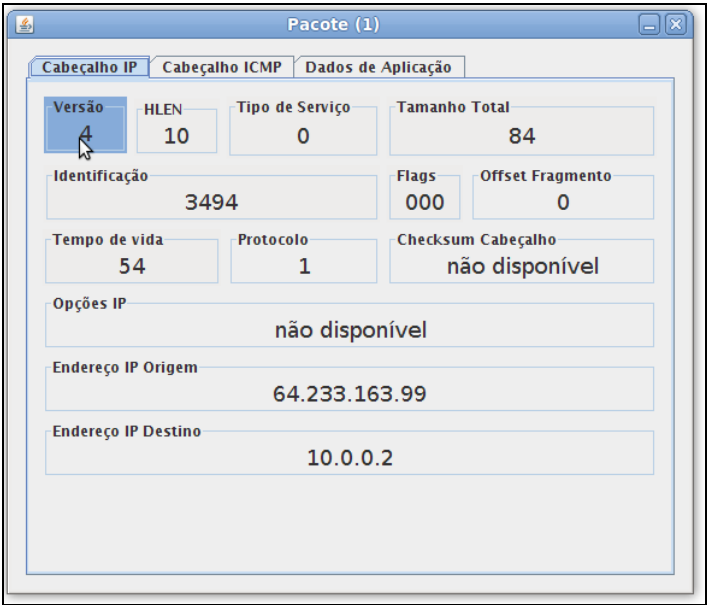 Pacote (1)
Cabeçalho IP Cabeçalho ICMP Dados de Aplicação
Versão HLEN Tipo de Serviço Tamanho Total
4 10 0 84
Identificação Flags Offset Fragmento
3494 000 0
Tempo de vida Protocolo Checksum Cabeçalho
54 1 não disponível
Opções IP
não disponível
Endereço IP Origem
64.233.163.99
Endereço IP Destino
10.0.0.2